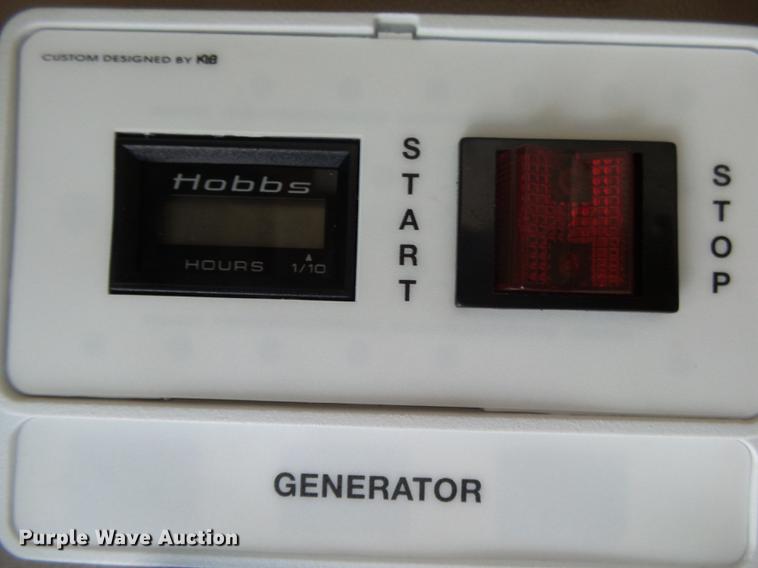 CUSTOM DESIGNED BY KIB
Hobbs
HOURS 1/10
START
STOP
GENERATOR
Purple Wave Auction